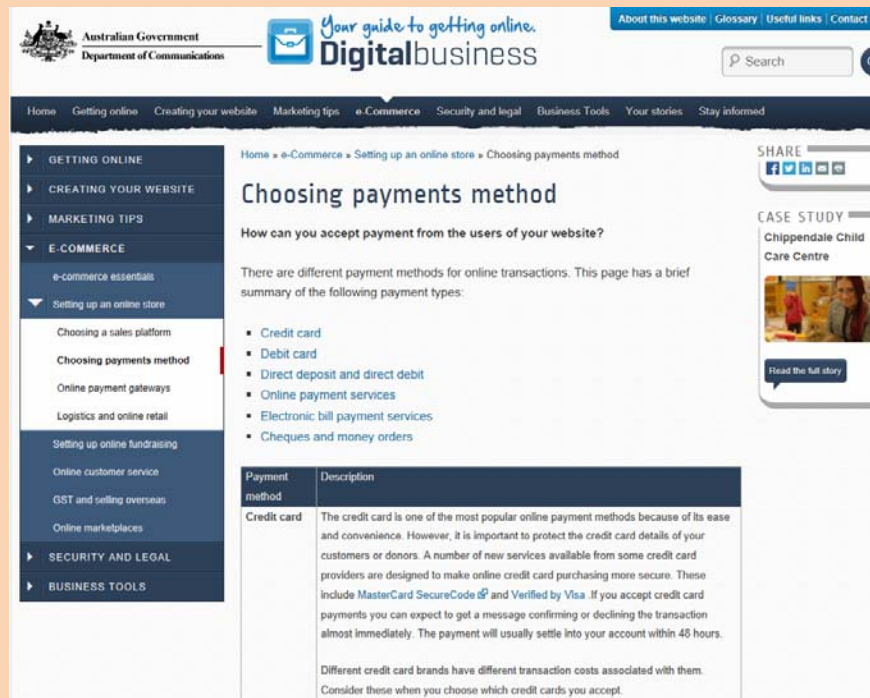 Australian Government
Department of Communications
Your guide to getting online.
Digitalbusiness
About this website | Glossary | Useful links | Contact
Search
Home Getting online Creating your website Marketing tips e-Commerce Security and legal Business Tools Your stories Stay informed
GETTING ONLINE
CREATING YOUR WEBSITE
MARKETING TIPS
E-COMMERCE
e-commerce essentials
Setting up an online store
Choosing a sales platform
Choosing payments method
Online payment gateways
Logistics and online retail
Setting up online fundraising
Online customer service
GST and selling overseas
Online marketplaces
SECURITY AND LEGAL
BUSINESS TOOLS
Home » e-Commerce » Setting up an online store » Choosing payments method
Choosing payments method
How can you accept payment from the users of your website?
There are different payment methods for online transactions. This page has a brief
summary of the following payment types:
Credit card
Debit card
Direct deposit and direct debit
Online payment services
Electronic bill payment services
Cheques and money orders
Payment
method
Description
Credit card
The credit card is one of the most popular online payment methods because of its ease
and convenience. However, it is important to protect the credit card details of your
customers or donors. A number of new services available from some credit card
providers are designed to make online credit card purchasing more secure. These
include MasterCard SecureCode and Verified by Visa .If you accept credit card
payments you can expect to get a message confirming or declining the transaction
almost immediately. The payment will usually settle into your account within 48 hours.
Different credit card brands have different transaction costs associated with them.
Consider these when you choose which credit cards you accept.
SHARE
CASE STUDY
Chippendale Child
Care Centre
Read the full story